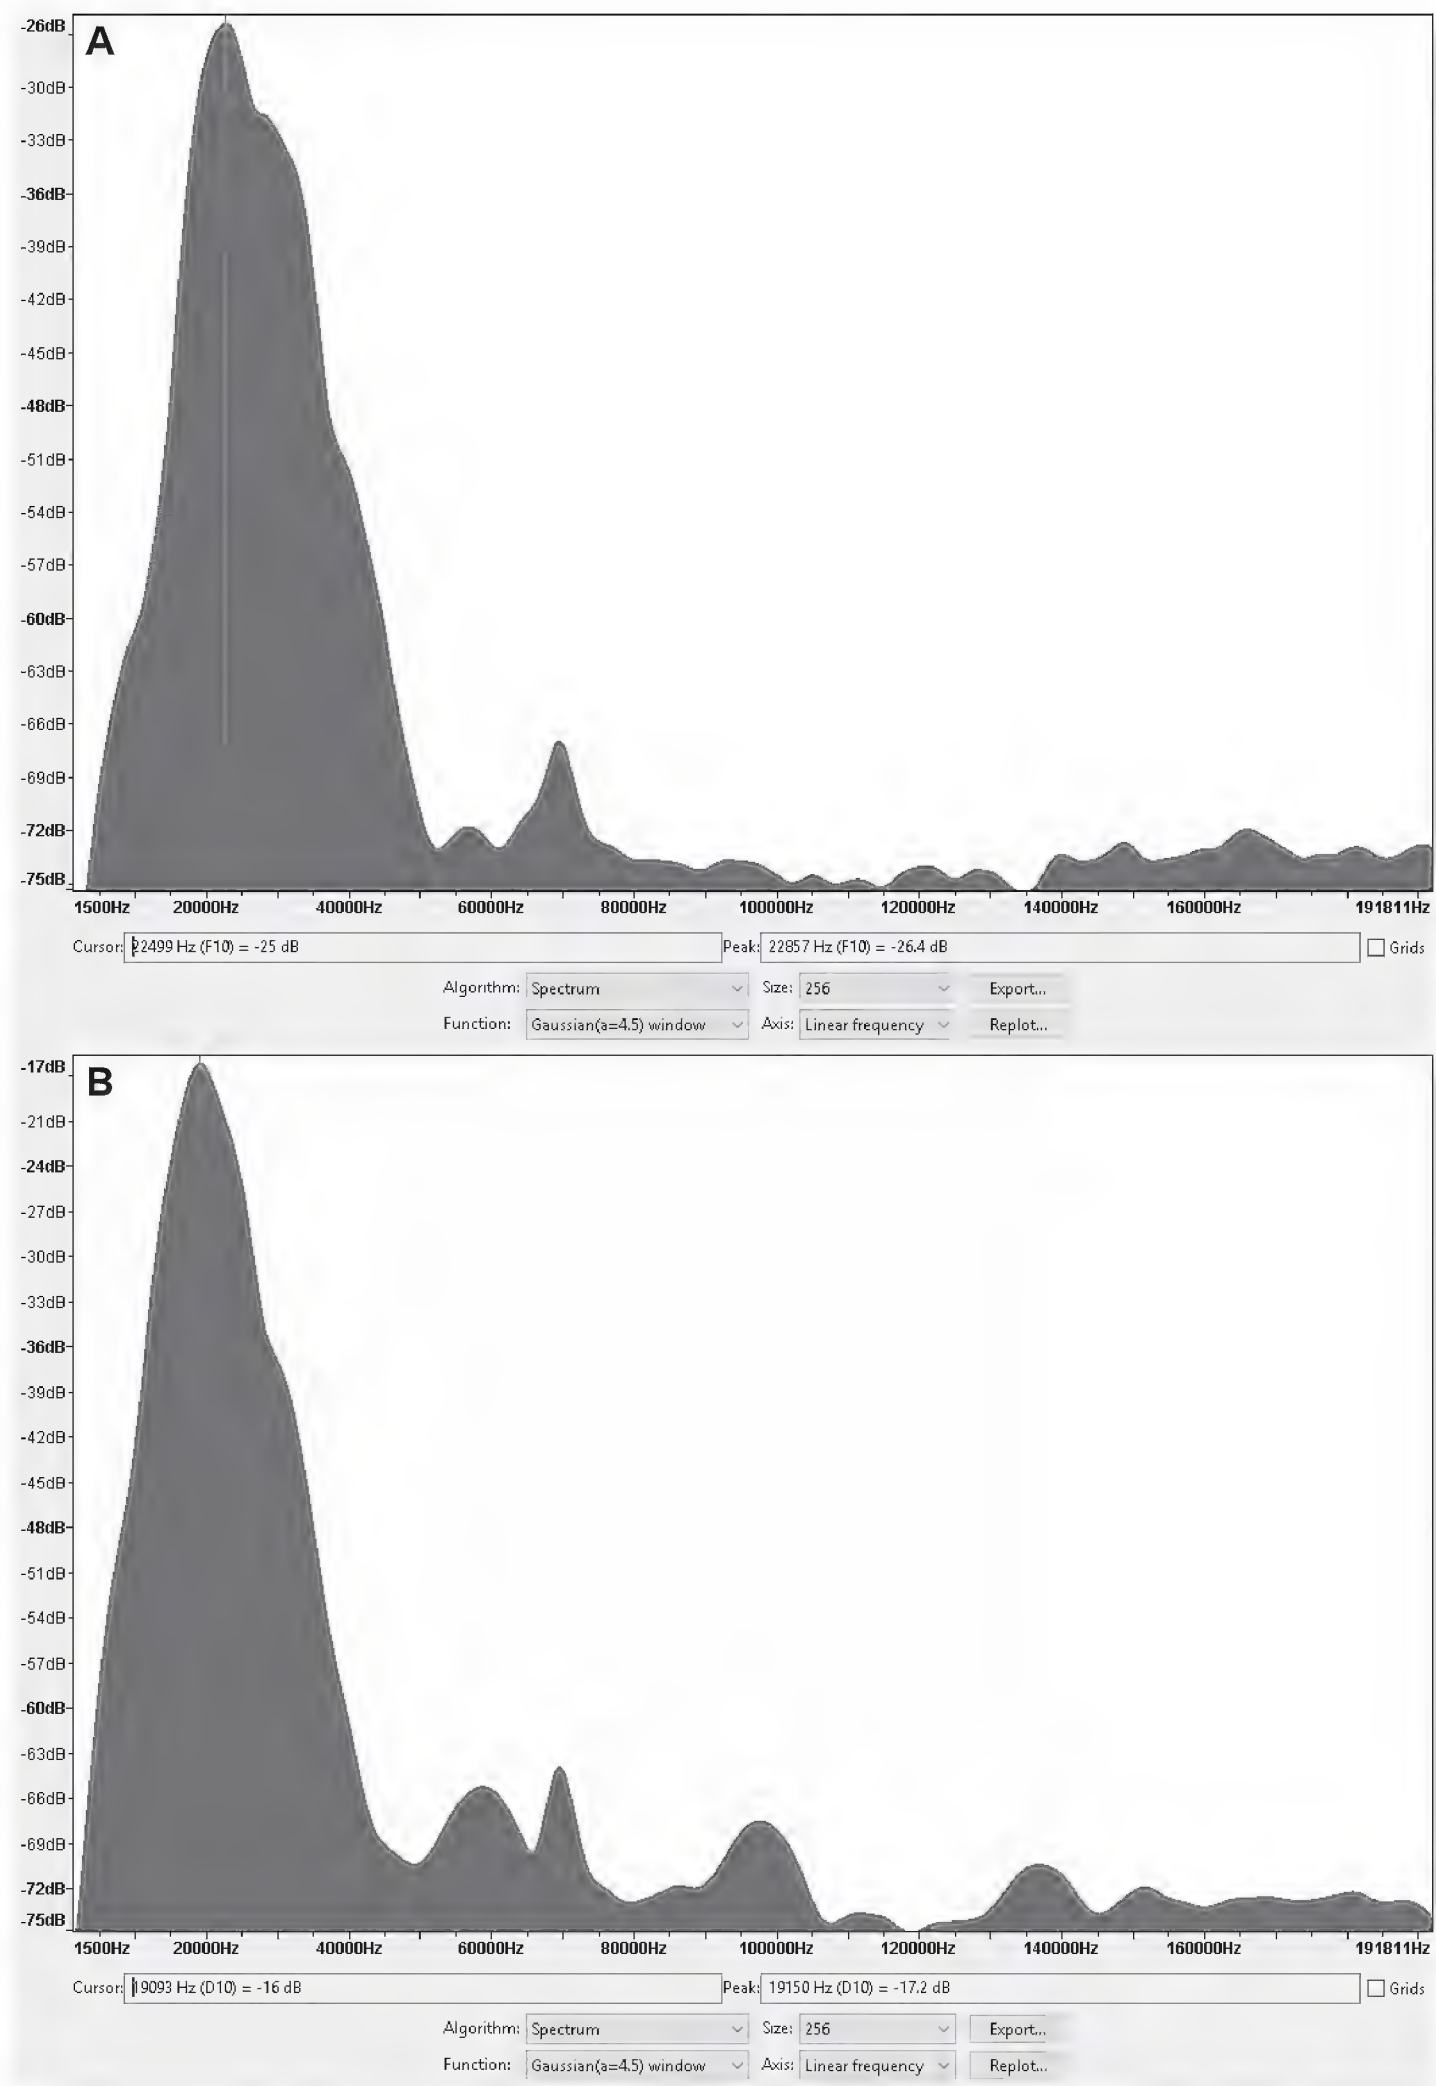 A
-26dB
-30dB
-33dB
-36dB
-39dB
-42dB
-45dB
-48dB
-51dB
-54dB
-57dB
-60dB
-63dB
-66dB
-69dB
-72dB
-75dB
1500Hz 20000Hz 40000Hz 60000Hz 80000Hz 100000Hz 120000Hz 140000Hz 160000Hz 191811Hz
Cursor: 22499 Hz (F10) = -25 dB Peak: 22857 Hz (F10) = -26.4 dB Grids
Algorithm: Spectrum Size: 256 Export...
Function: Gaussian(a=4.5) window Axis: Linear frequency Replot...
B
-17dB
-21dB
-24dB
-27dB
-30dB
-33dB
-36dB
-39dB
-42dB
-45dB
-48dB
-51dB
-54dB
-57dB
-60dB
-63dB
-66dB
-69dB
-72dB
-75dB
1500Hz 20000Hz 40000Hz 60000Hz 80000Hz 100000Hz 120000Hz 140000Hz 160000Hz 191811Hz
Cursor: 19093 Hz (D10) = -16 dB Peak: 19150 Hz (D10) = -17.2 dB Grids
Algorithm: Spectrum Size: 256 Export...
Function: Gaussian(a=4.5) window Axis: Linear frequency Replot...